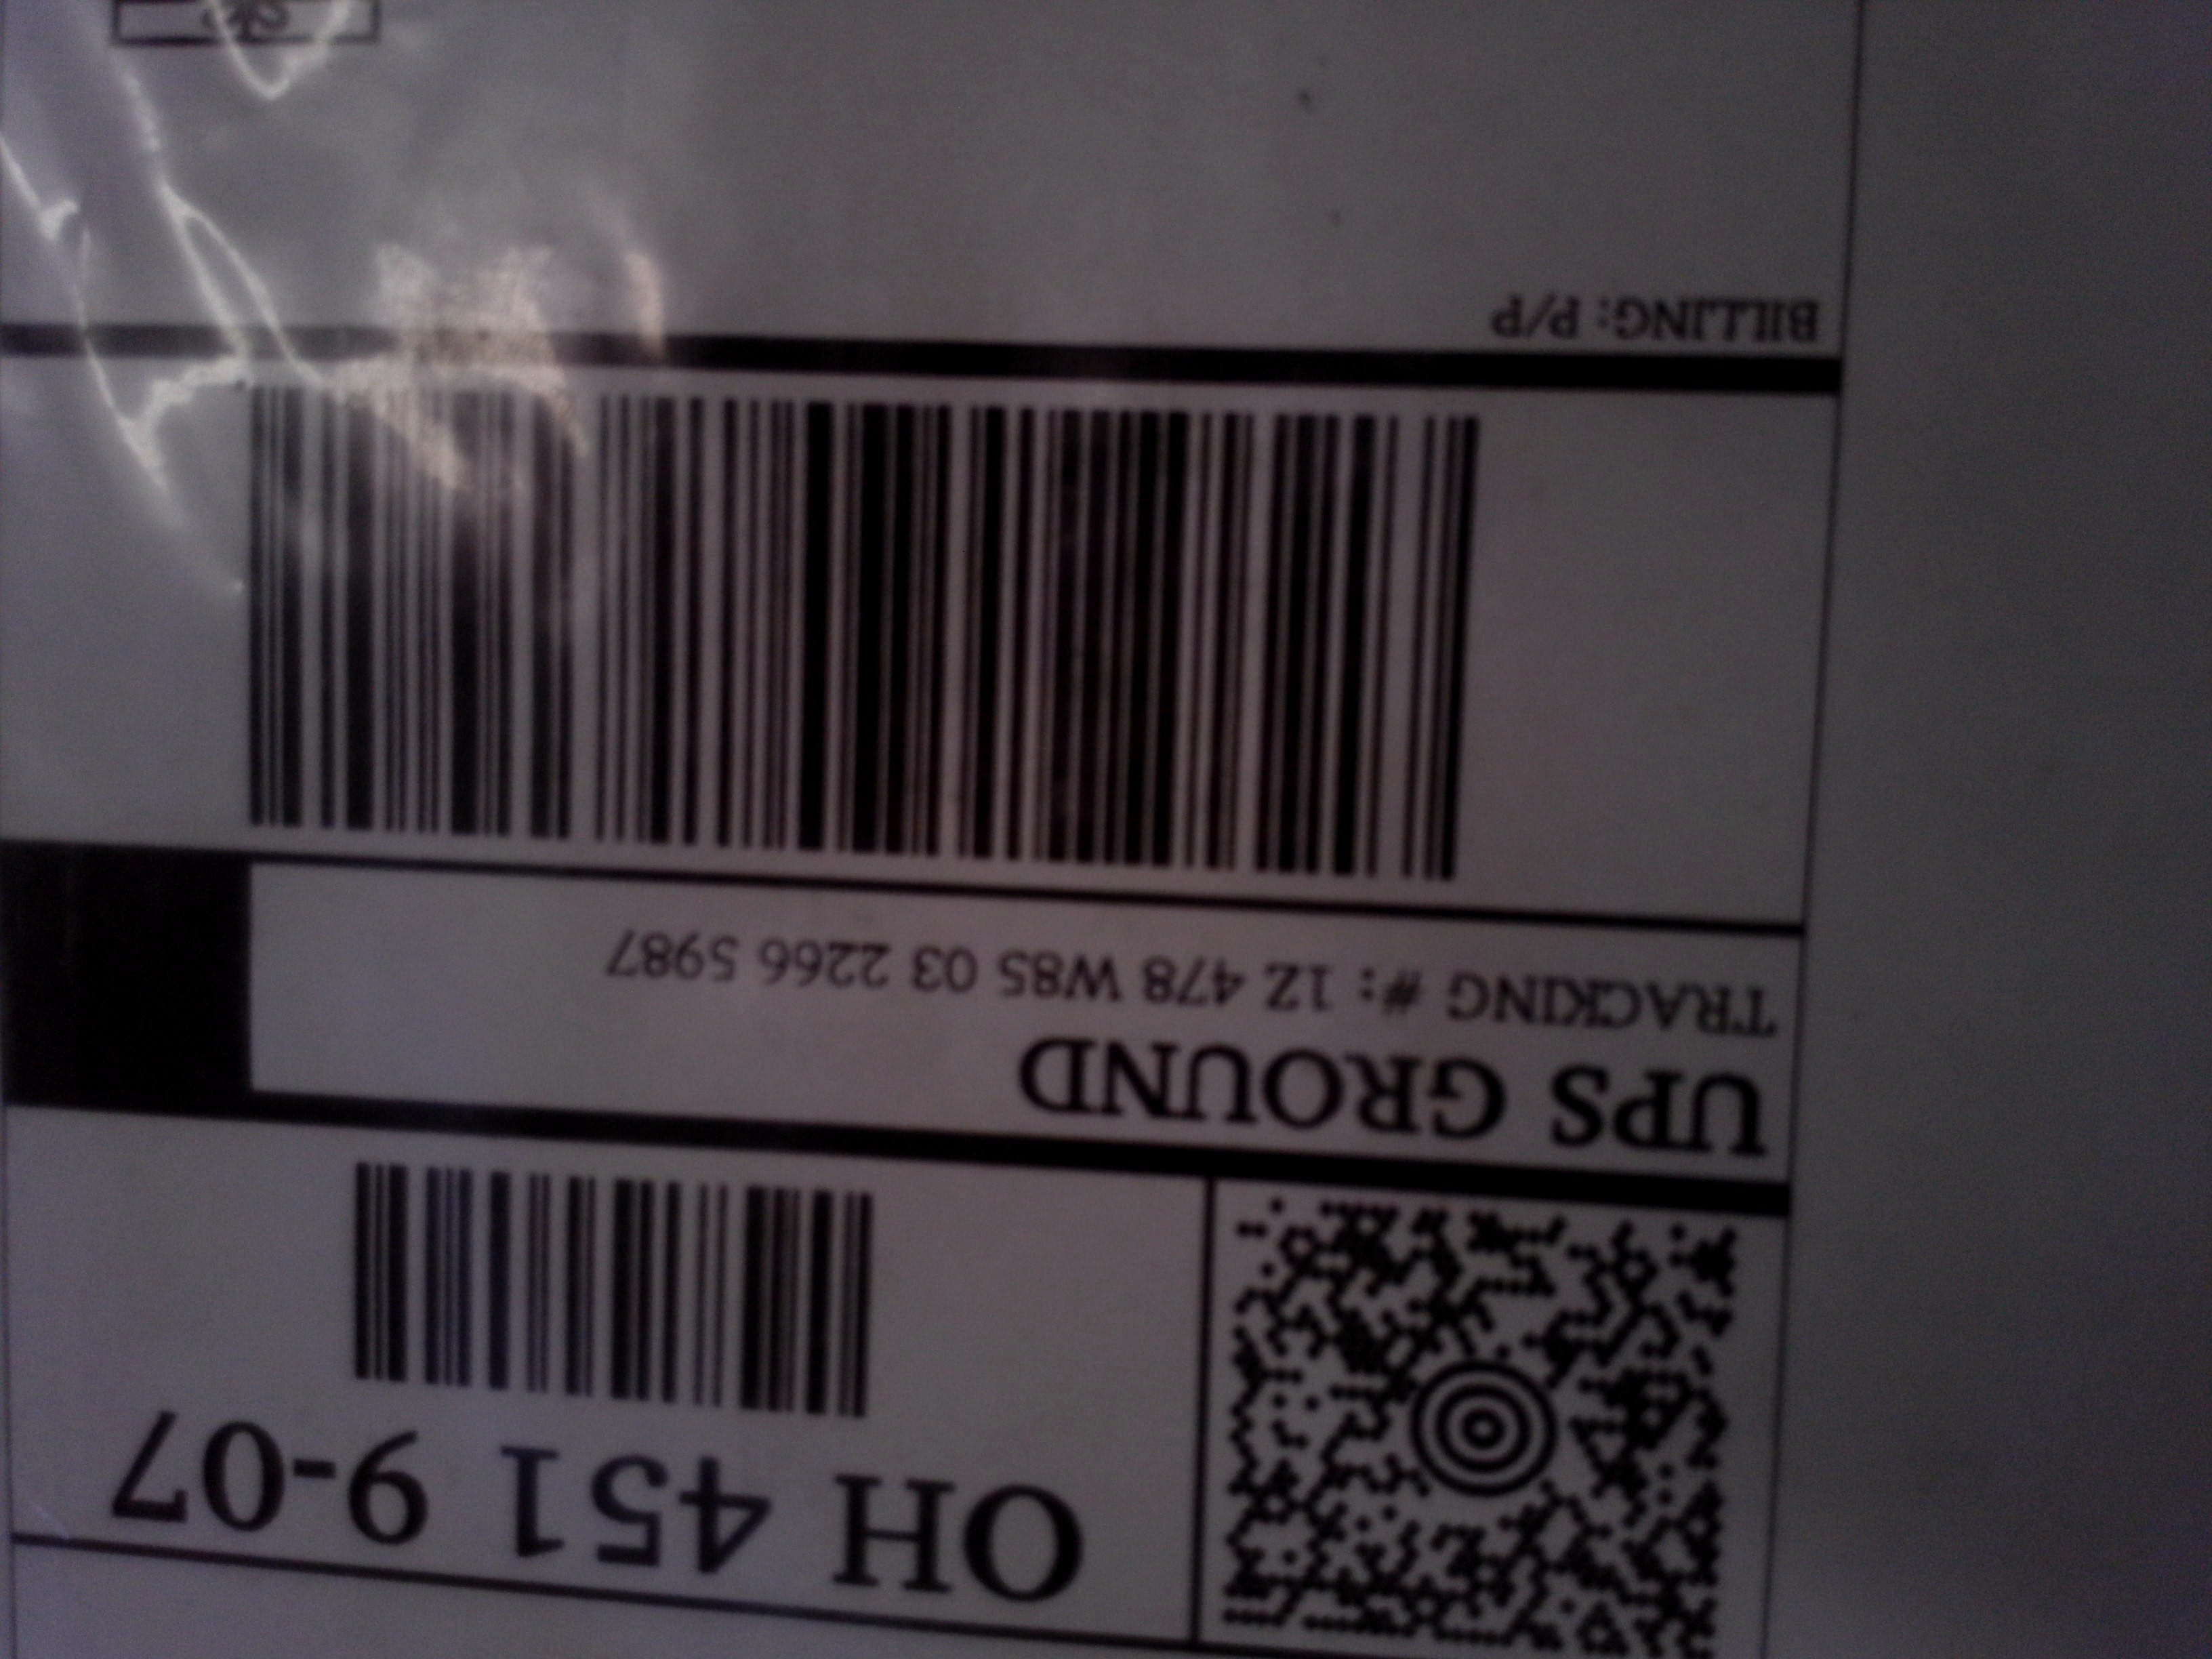 OH 451 9-07
UPS GROUND
TRACKING #: 1Z 478 W85 03 2266 5987
BILLING: P/P